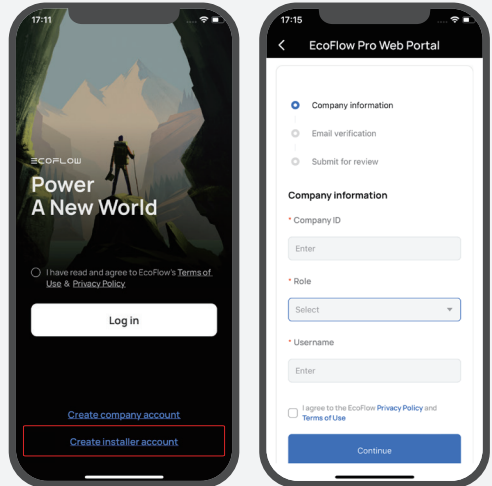 17:11
ECOFLOW
Power
A New World
I have read and agree to EcoFlow's Terms of
Use & Privacy Policy
Log in
Create company account
Create installer account
17:15
EcoFlow Pro Web Portal
Company information
Email verification
Submit for review
Company information
* Company ID
Enter
* Role
Select
* Username
Enter
I agree to the EcoFlow Privacy Policy and
Terms of Use
Continue